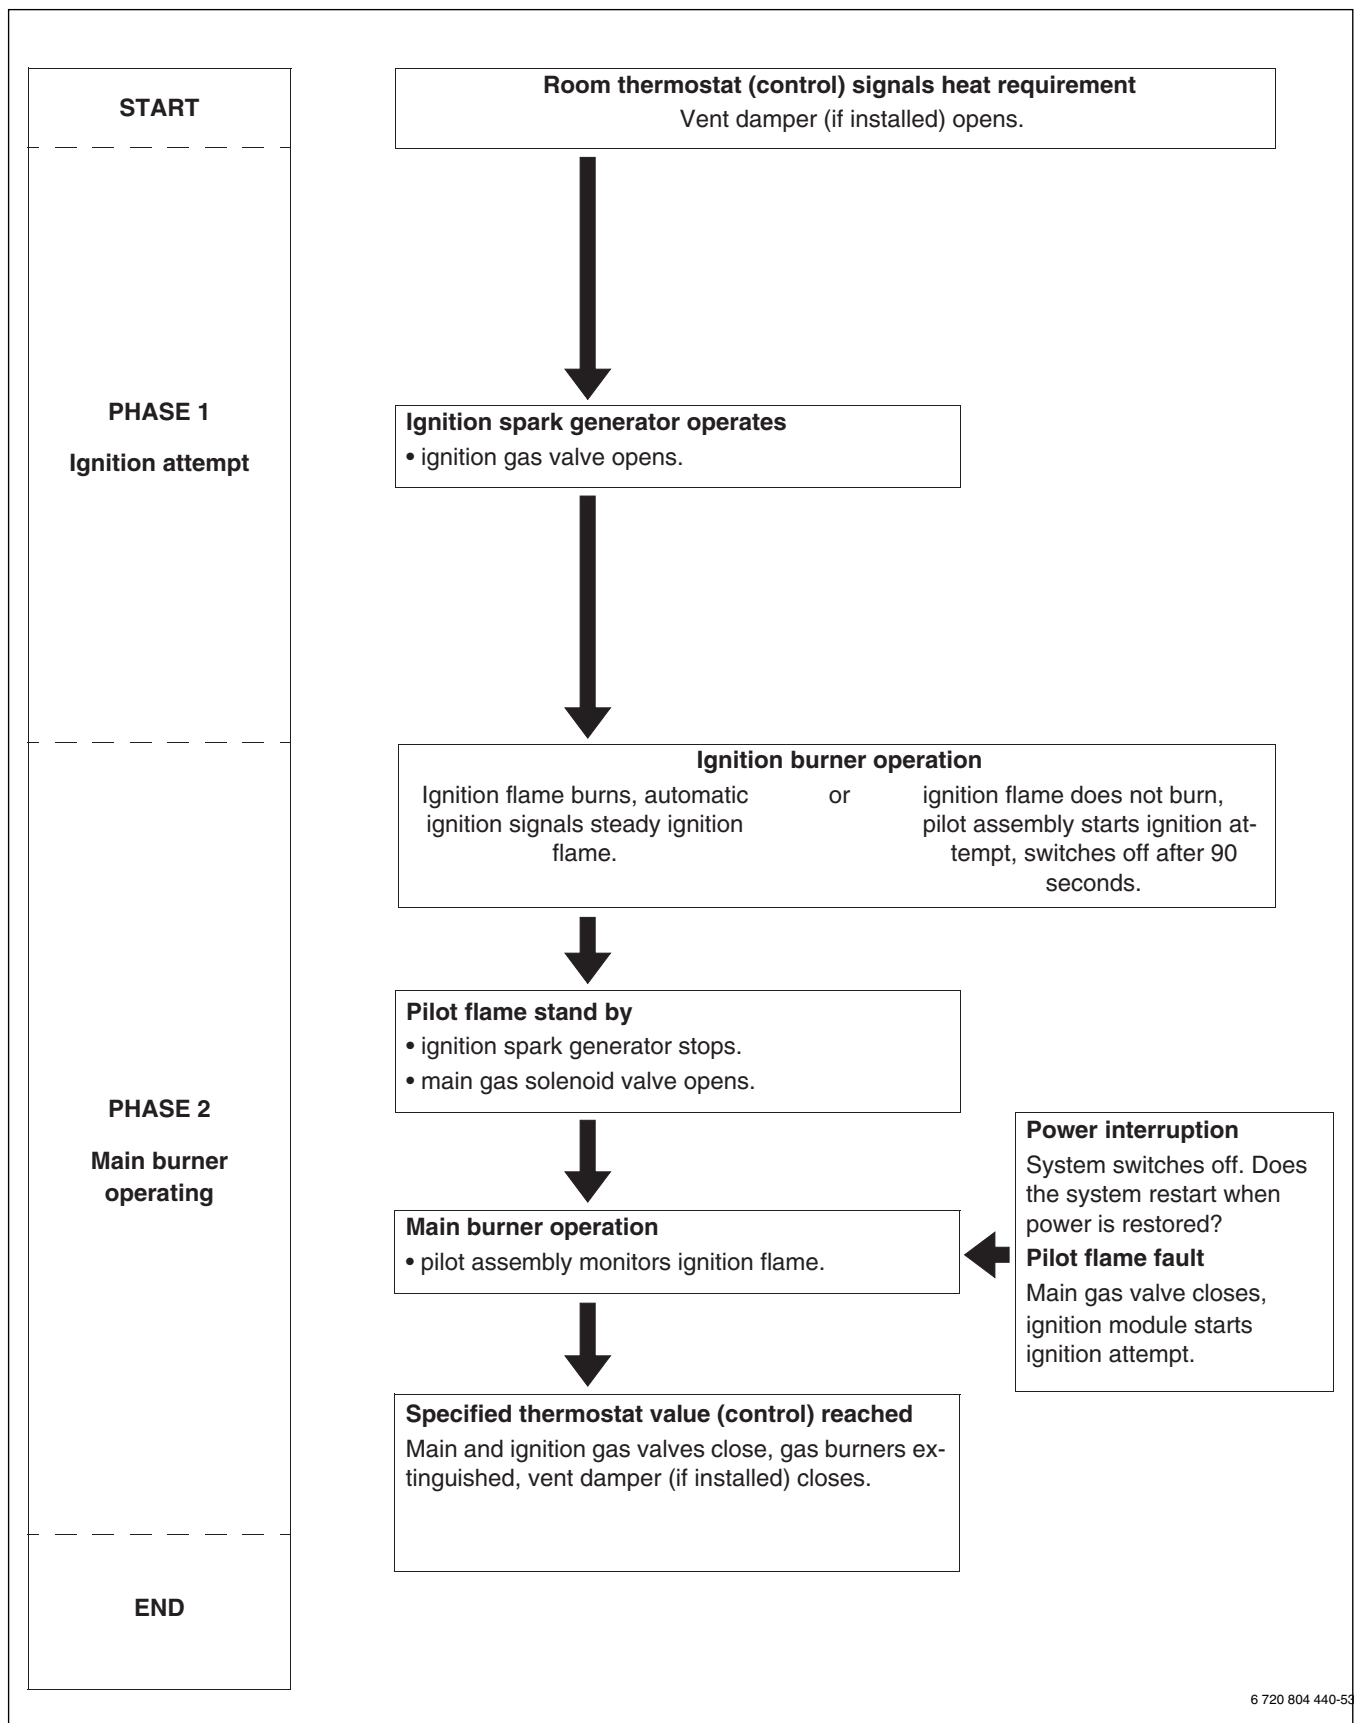 START
Room thermostat (control) signals heat requirement
Vent damper (if installed) opens.
PHASE 1
Ignition attempt
Ignition spark generator operates
• ignition gas valve opens.
Ignition burner operation
Ignition flame burns, automatic
ignition signals steady ignition
flame.
or
ignition flame does not burn,
pilot assembly starts ignition at-
tempt, switches off after 90
seconds.
Pilot flame stand by
• ignition spark generator stops.
• main gas solenoid valve opens.
PHASE 2
Main burner
operating
Power interruption
System switches off. Does
the system restart when
power is restored?
Pilot flame fault
Main gas valve closes,
ignition module starts
ignition attempt.
Main burner operation
• pilot assembly monitors ignition flame.
Specified thermostat value (control) reached
Main and ignition gas valves close, gas burners ex-
tinguished, vent damper (if installed) closes.
END
6 720 804 440-53